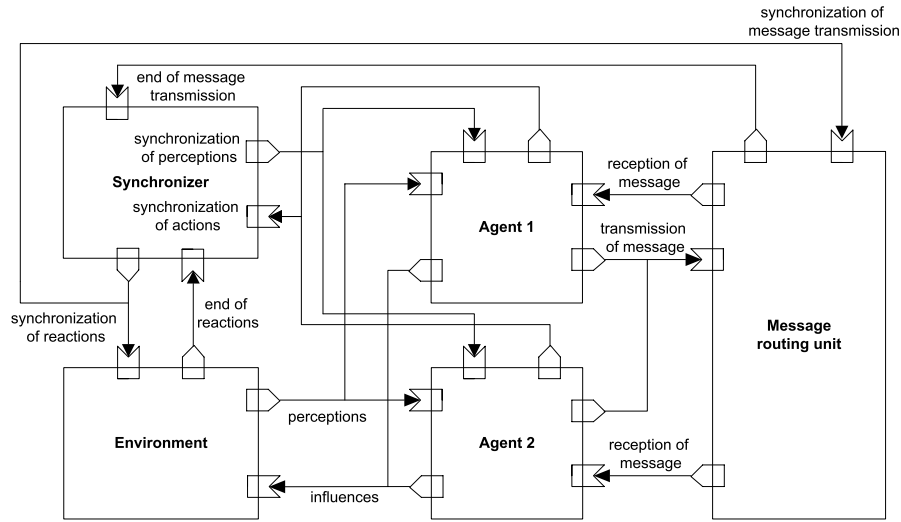 synchronization of
message transmission
end of message
transmission
synchronization
of perceptions
Synchronizer
synchronization
of actions
reception of
message
Agent 1
transmission
of message
synchronization
of reactions
end of
reactions
Message
routing unit
perceptions
Environment
Agent 2
reception of
message
influences